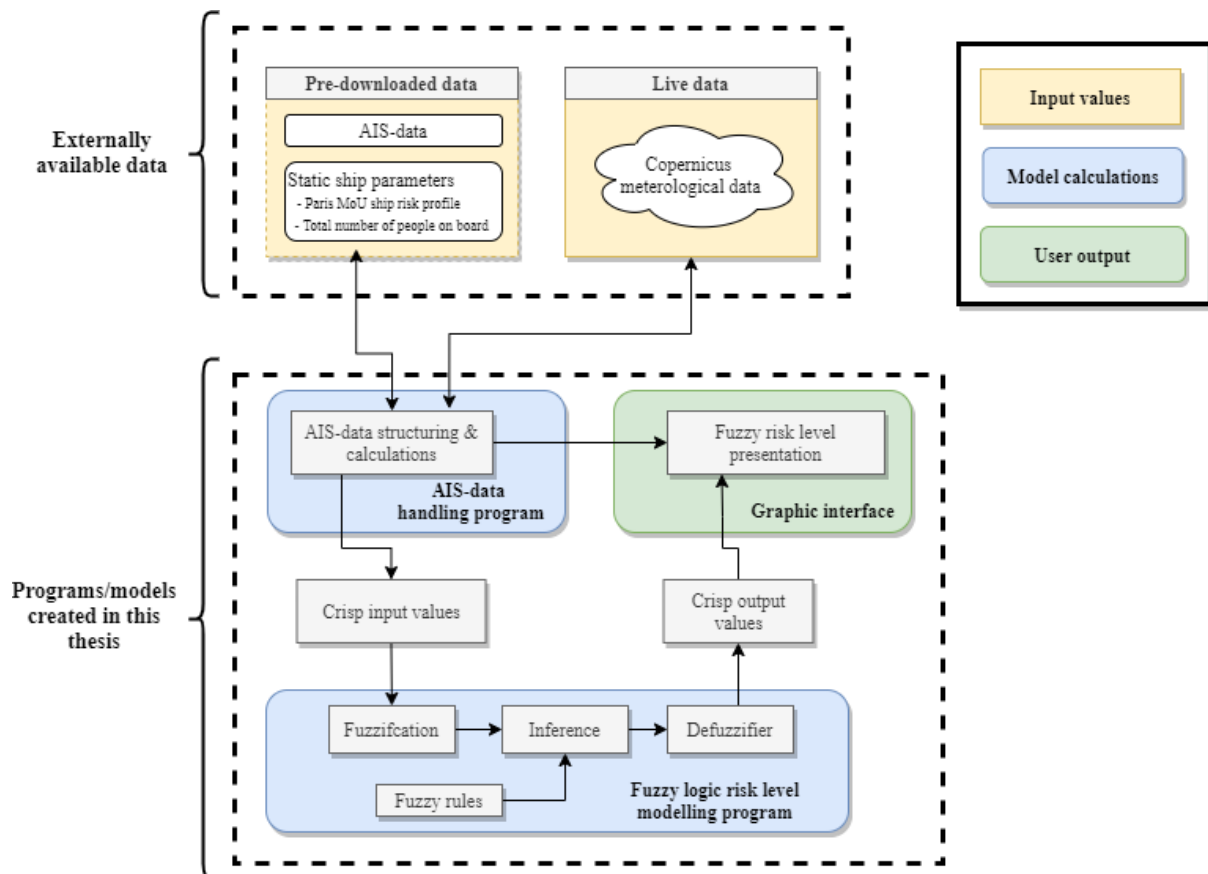 Externally
available data
Pre-downloaded data
AIS-data
Static ship parameters
- Paris MoU ship risk profile
- Total number of people on board
Live data
Copernicus
meterological data
Input values
Model calculations
User output
Programs/models
created in this
thesis
AIS-data structuring &
calculations
AIS-data
handling program
Fuzzy risk level
presentation
Graphic interface
Crisp input values
Crisp output
values
Fuzzifcation
Inference
Defuzzifier
Fuzzy rules
Fuzzy logic risk level
modelling program